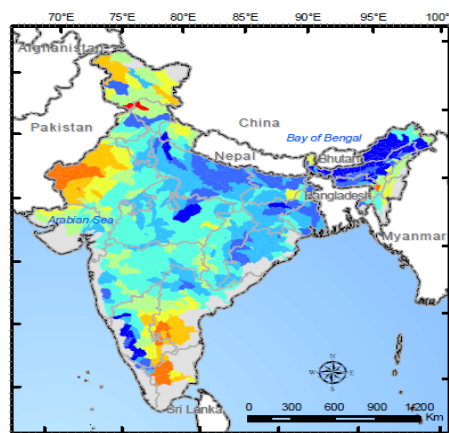 70°E 75°E 80°E 85°E 90°E 95°E 100°
Afghanistan
China
Pakistan
Bay of Bengal
Nepal
Bhutan
Bangladesh
Arabian Sea
Myanmar
N
W E
S
Sri Lanka
0 300 600 900 1200
Km